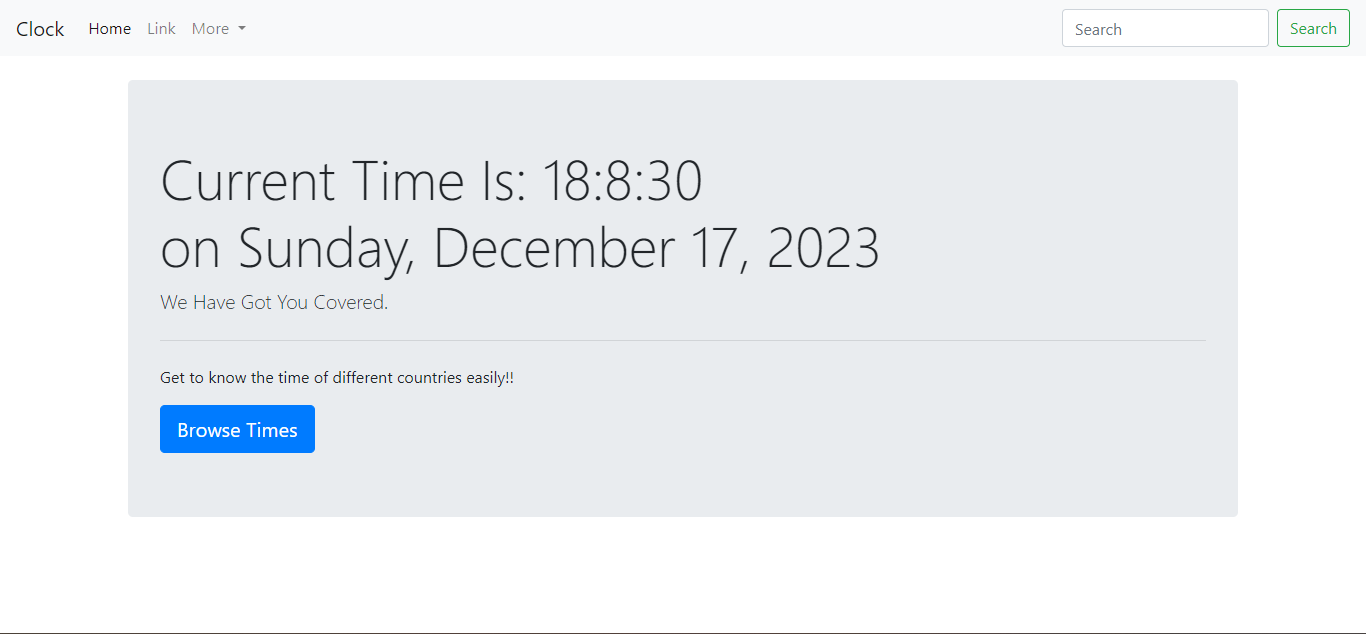 Clock Home Link More Search Search
Current Time Is: 18:8:30
on Sunday, December 17, 2023
We Have Got You Covered.
Get to know the time of different countries easily!!
Browse Times